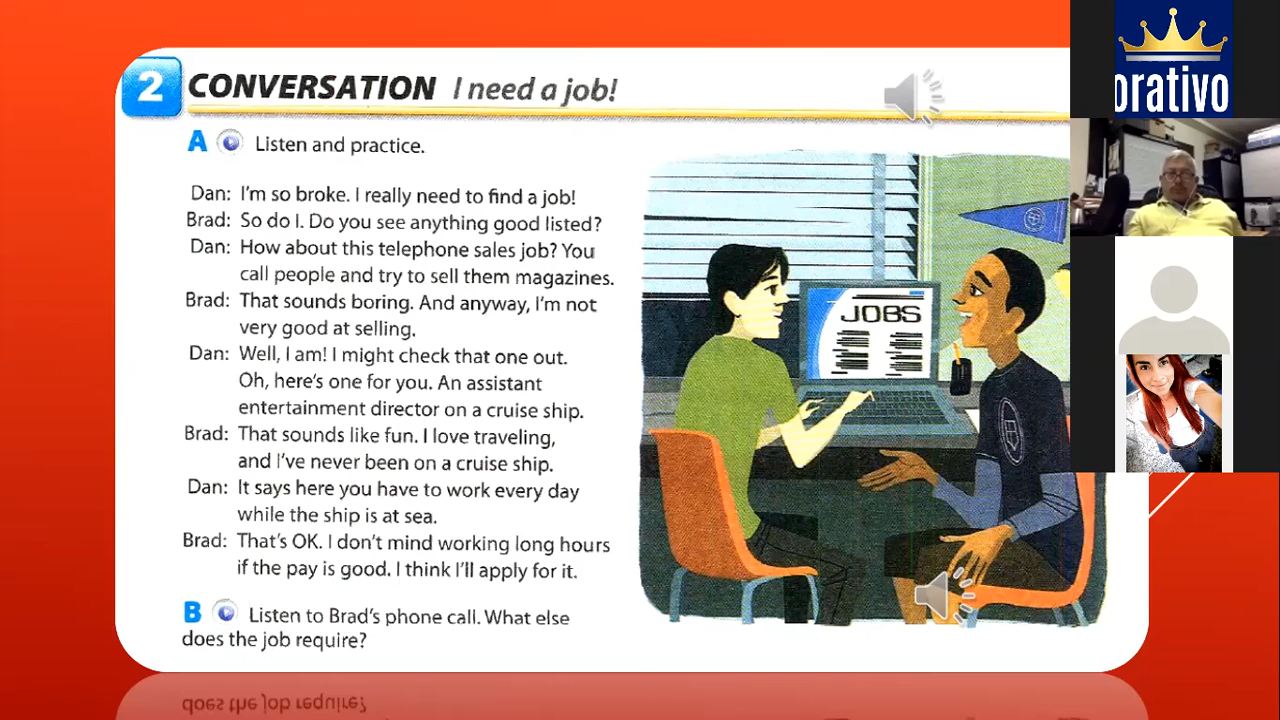 2 CONVERSATION I need a job!
A Listen and practice.
Dan: I'm so broke. I really need to find a job!
Brad: So do I. Do you see anything good listed?
Dan: How about this telephone sales job? You
call people and try to sell them magazines.
Brad: That sounds boring. And anyway, I'm not
very good at selling.
Dan: Well, I am! I might check that one out.
Oh, here's one for you. An assistant
entertainment director on a cruise ship.
Brad: That sounds like fun. I love traveling,
and I've never been on a cruise ship.
Dan: It says here you have to work every day
while the ship is at sea.
Brad: That's OK. I don't mind working long hours
if the pay is good. I think I'll apply for it.
B Listen to Brad's phone call. What else
does the job require?
JOBS
orativo
does the job require?